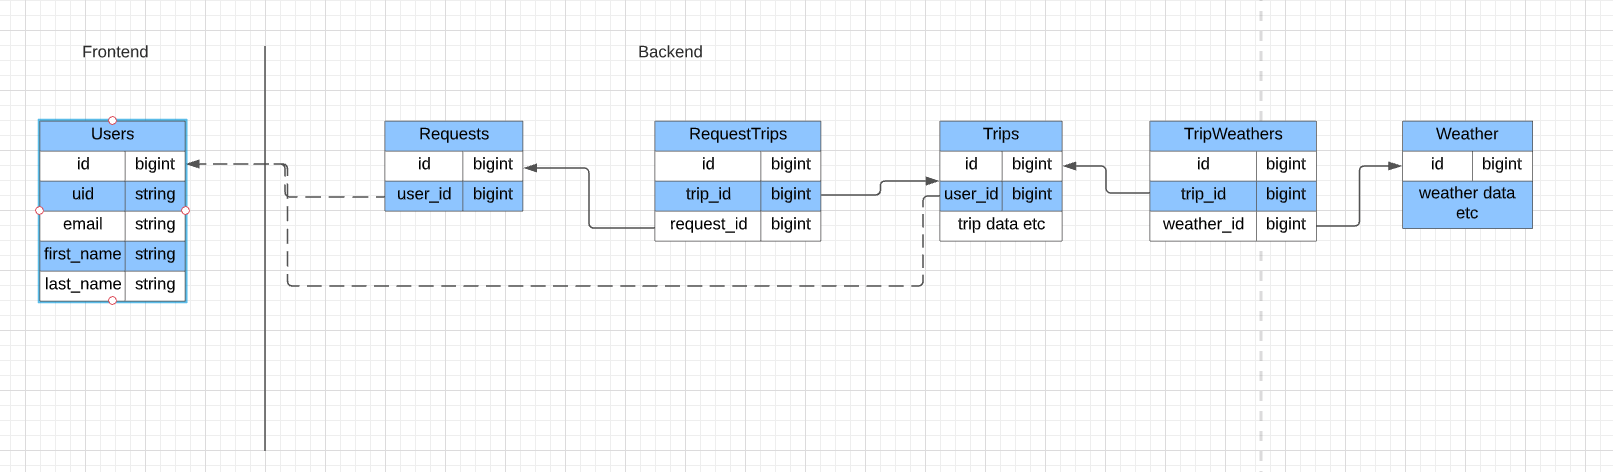 Frontend
Backend
Users
id bigint
uid string
email string
first_name string
last_name string
Requests
id bigint
user_id bigint
RequestTrips
id bigint
trip_id bigint
request_id bigint
Trips
id bigint
user_id bigint
trip data etc
TripWeathers
id bigint
trip_id bigint
weather_id bigint
Weather
id bigint
weather data
etc